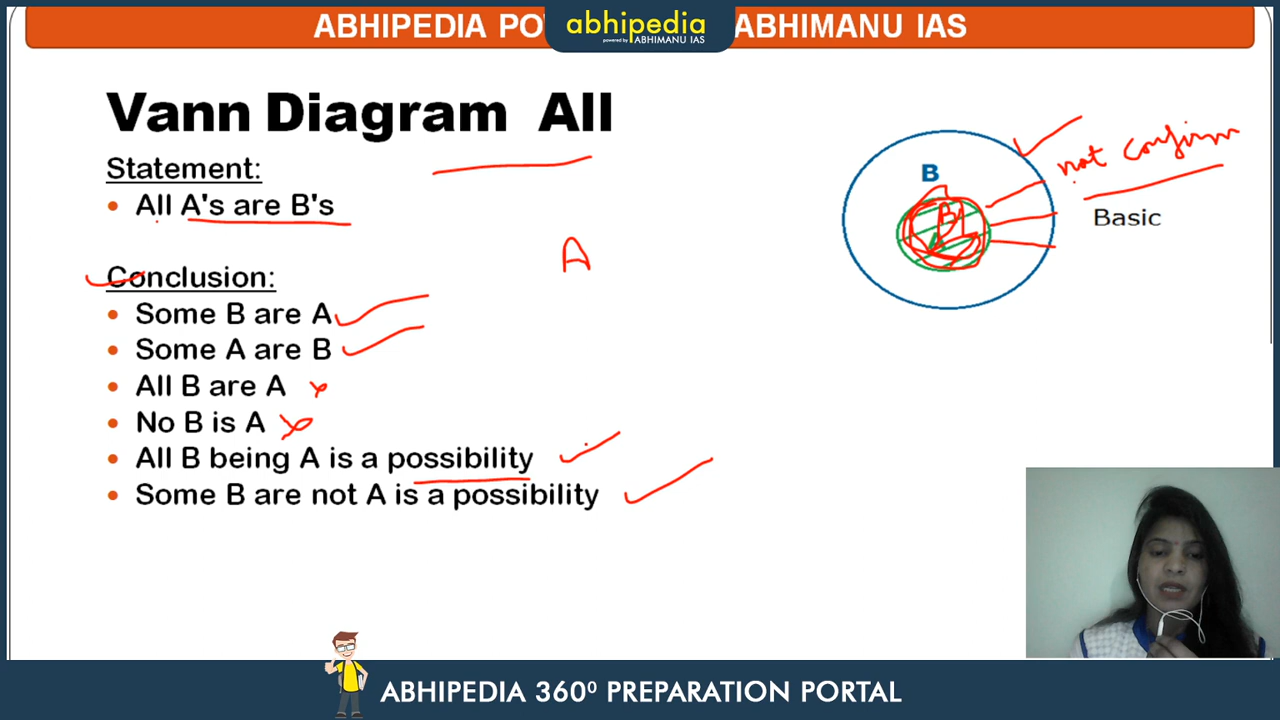 ABHIPEDIA PO
abhipedia
powered by ABHIMANU IAS
ABHIMANU IAS
Vann Diagram All
Statement:
• All A's are B's
Conclusion:
• Some B are A
• Some A are B
• All B are A
• No B is A
• All B being A is a possibility
• Some B are not A is a possibility
A
B
B
A
not confirm
Basic
ABHIPEDIA 360⁰ PREPARATION PORTAL